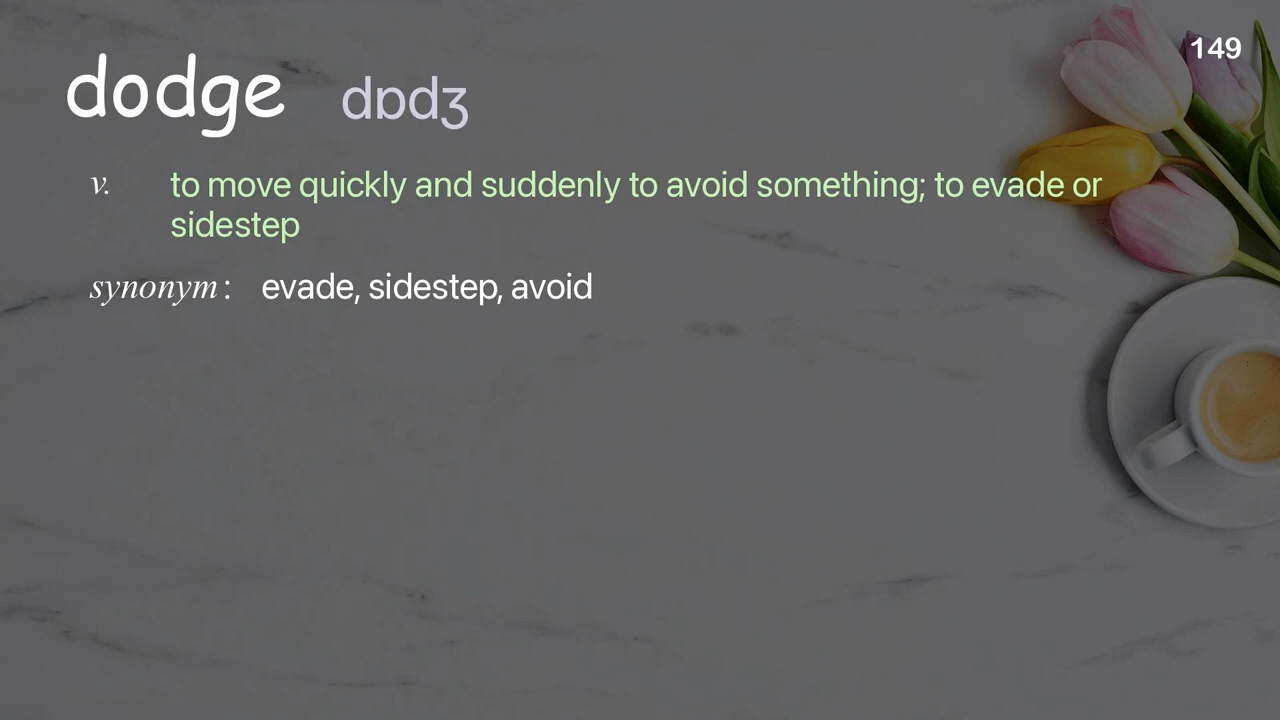 149
dodge dɒdʒ
v. to move quickly and suddenly to avoid something; to evade or
sidestep
synonym: evade, sidestep, avoid